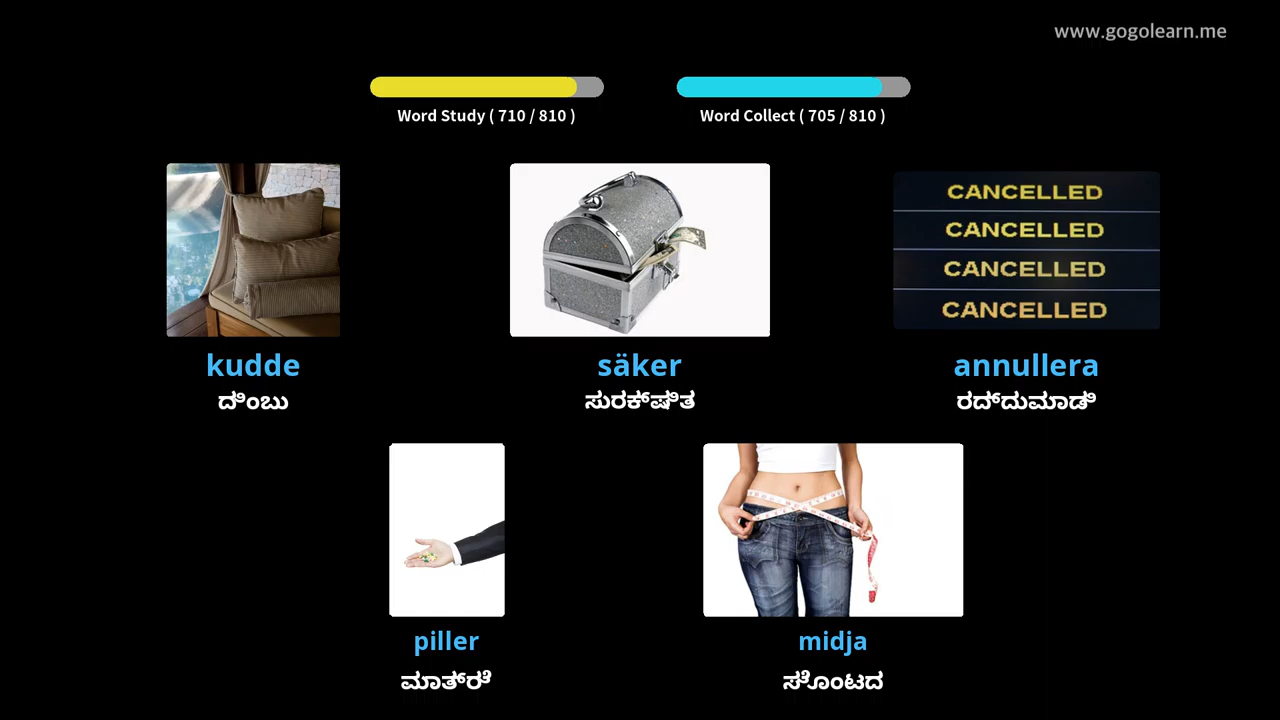 www.gogolearn.me
Word Study ( 710 / 810 )
Word Collect ( 705 / 810 )
CANCELLED
CANCELLED
CANCELLED
CANCELLED
kudde
säker
annullera
ದಿಂಬು
ಸುರಕ್ಷಿತ
ರದ್ದುಮಾಡಿ
piller
midja
ಮಾತ್ರೆ
ಸೊಂಟದ